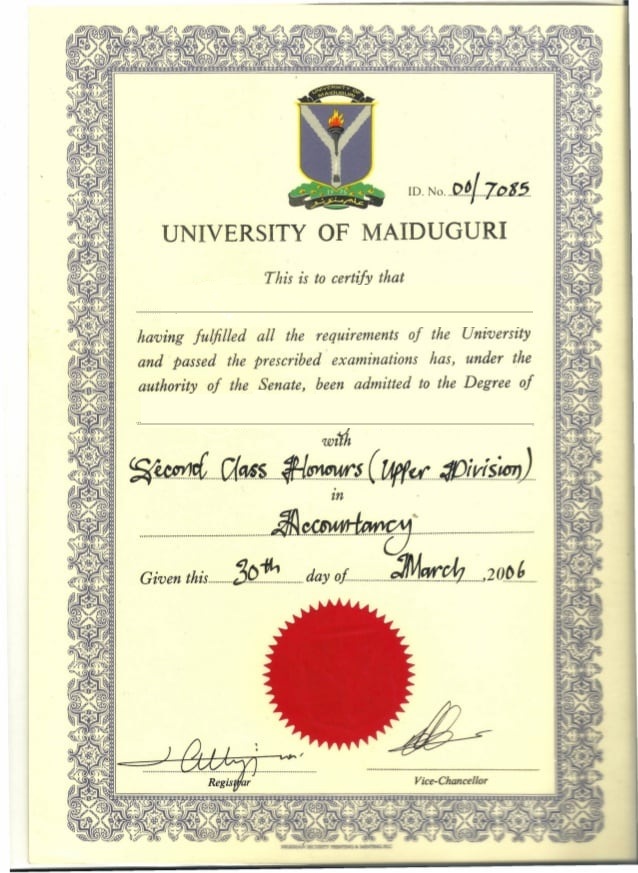 UNIVERSITY OF
MAIDUGURI
ID. No. 00/7085
UNIVERSITY OF MAIDUGURI
This is to certify that
having fulfilled all the requirements of the University
and passed the prescribed examinations has, under the
authority of the Senate, been admitted to the Degree of
with
Second Class Honours (Upper Division)
in
Accountancy
Given this 30th day of March, 2006
Registrar
Vice-Chancellor